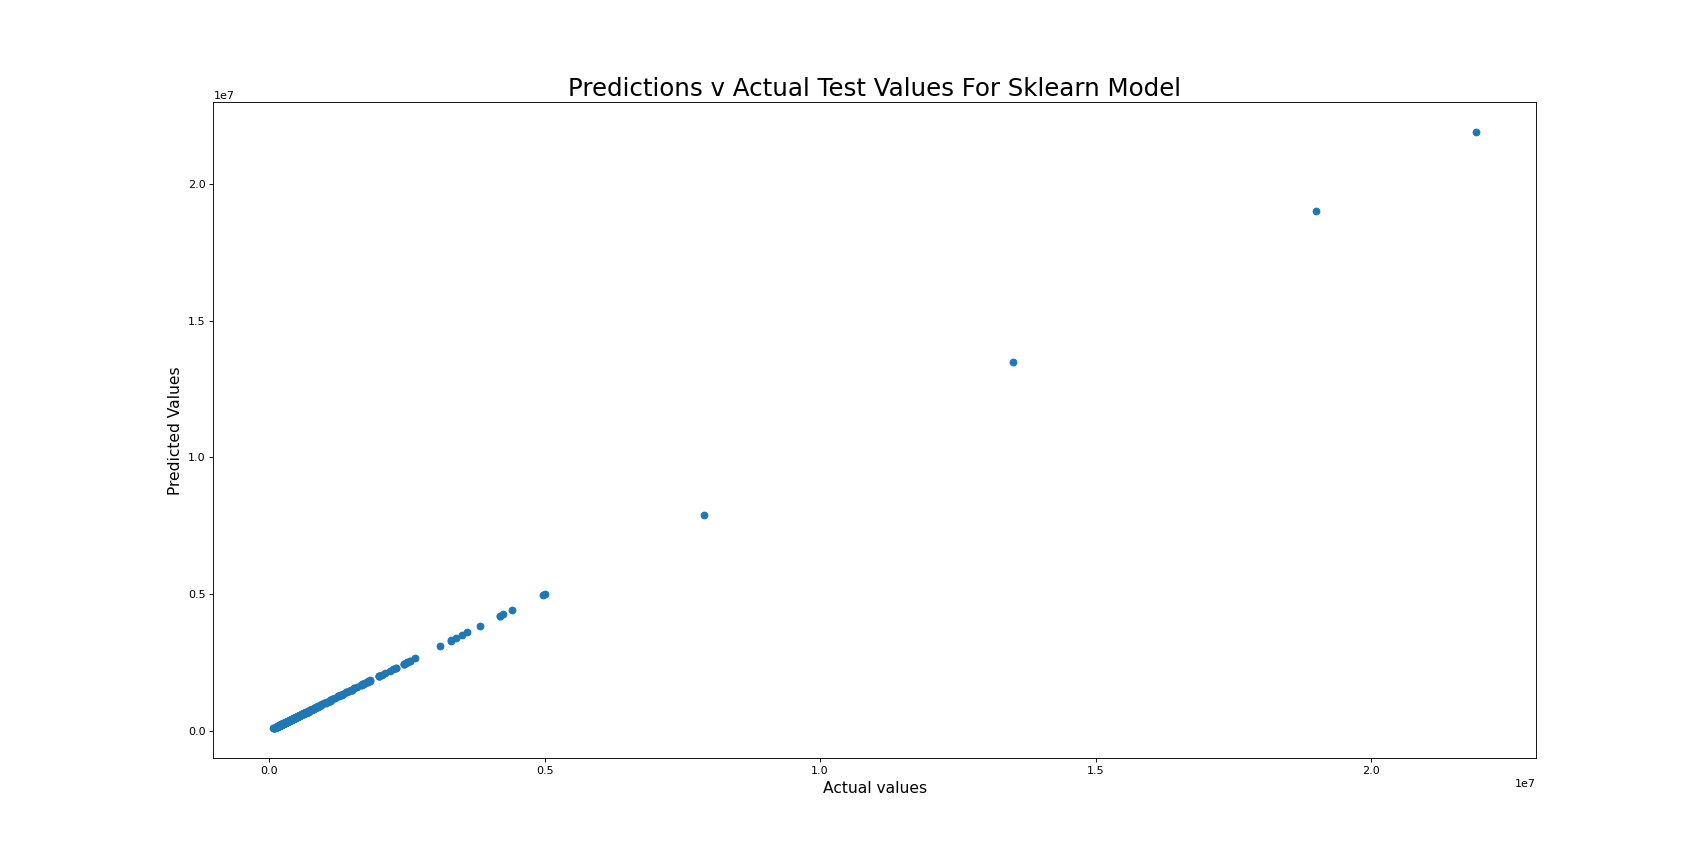 Predictions v Actual Test Values For Sklearn Model
1e7
2.0
1.5
1.0
0.5
0.0
Predicted Values
0.0 0.5 1.0 1.5 2.0
1e7
Actual values